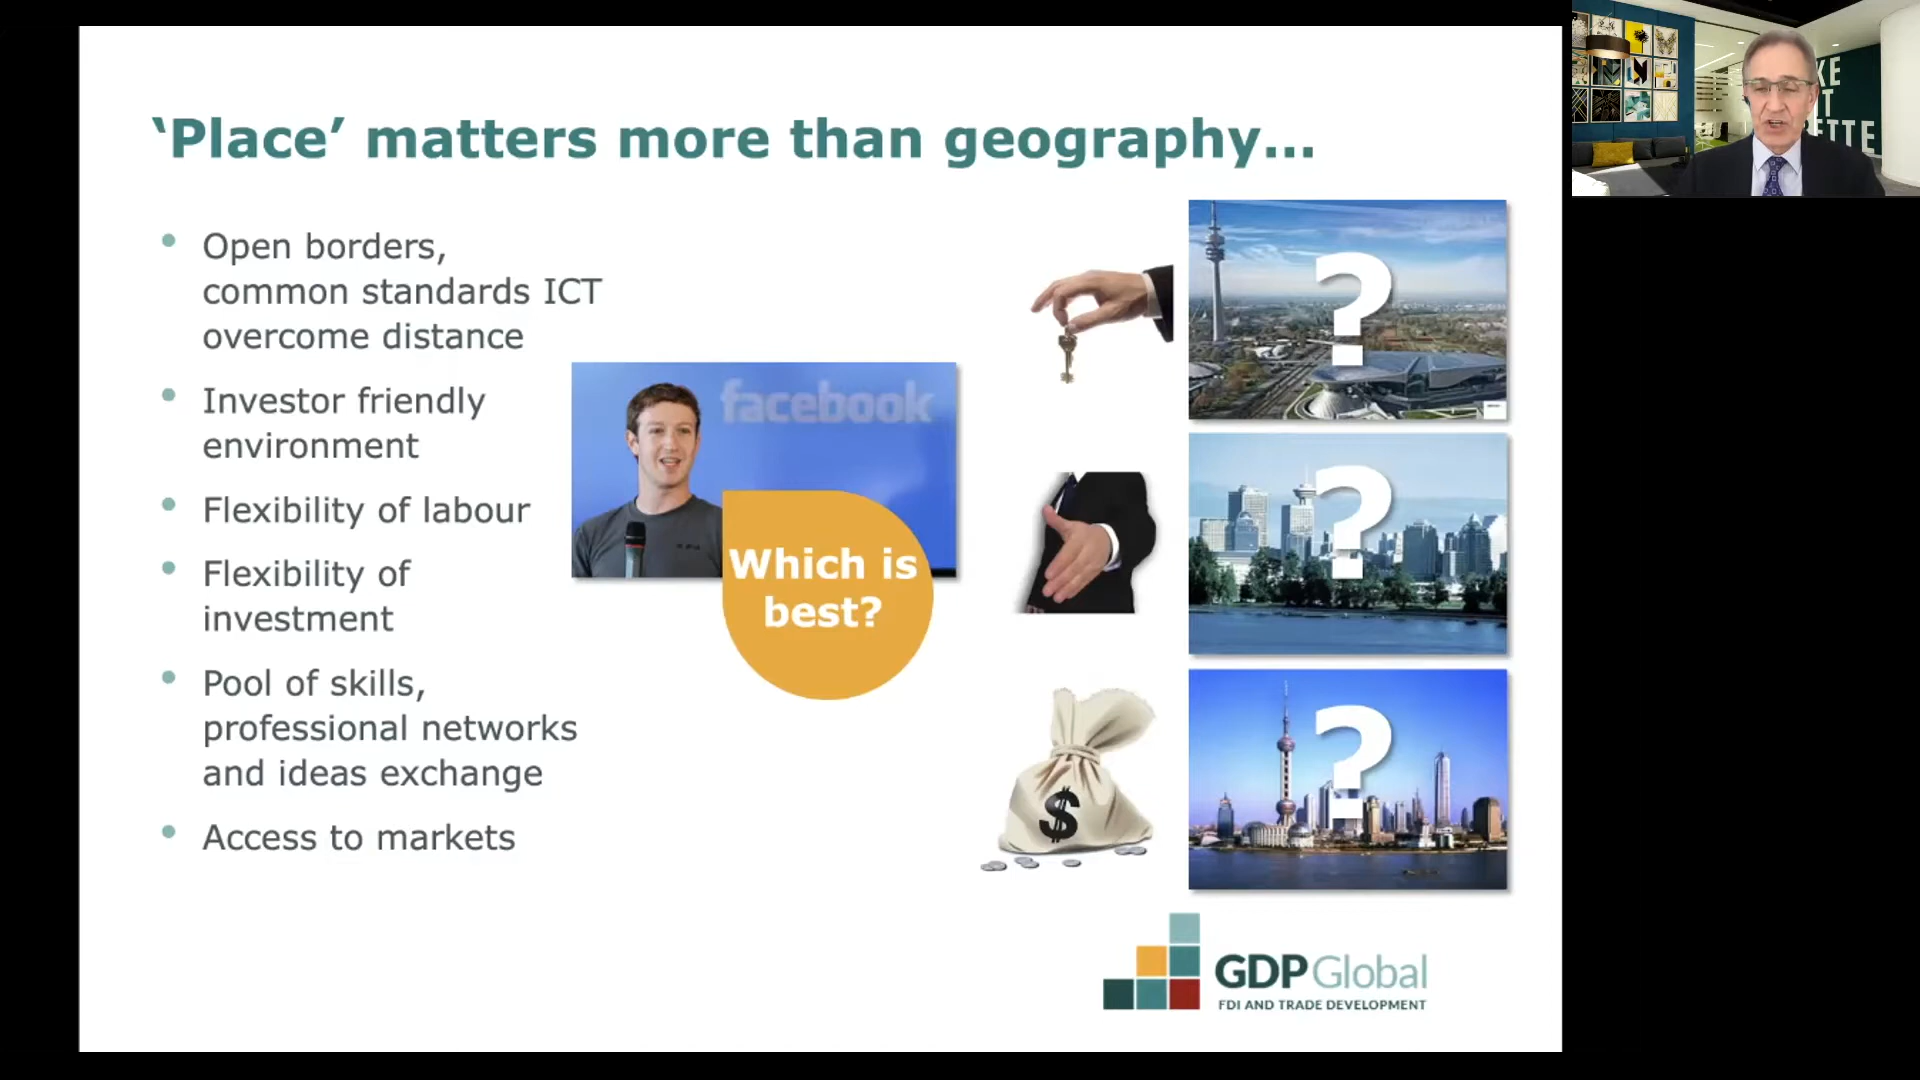 ‘Place’ matters more than geography...
Open borders,
common standards ICT
overcome distance
Investor friendly
environment
Flexibility of labour
Flexibility of
investment
Pool of skills,
professional networks
and ideas exchange
Access to markets
facebook
Which is
best?
?
?
?
$
GDP Global
FDI AND TRADE DEVELOPMENT